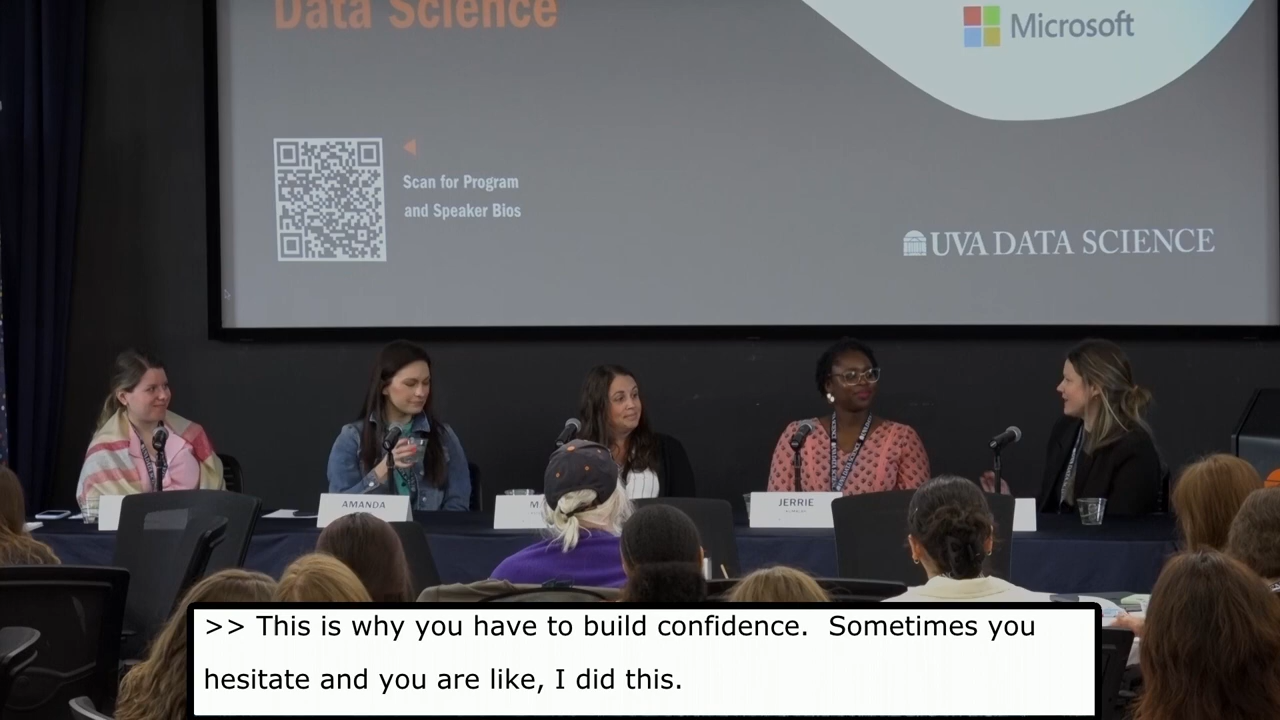 Data Science
Microsoft
Scan for Program
and Speaker Bios
UVA DATA SCIENCE
AMANDA
JERRIE
>> This is why you have to build confidence.  Sometimes you
hesitate and you are like, I did this.